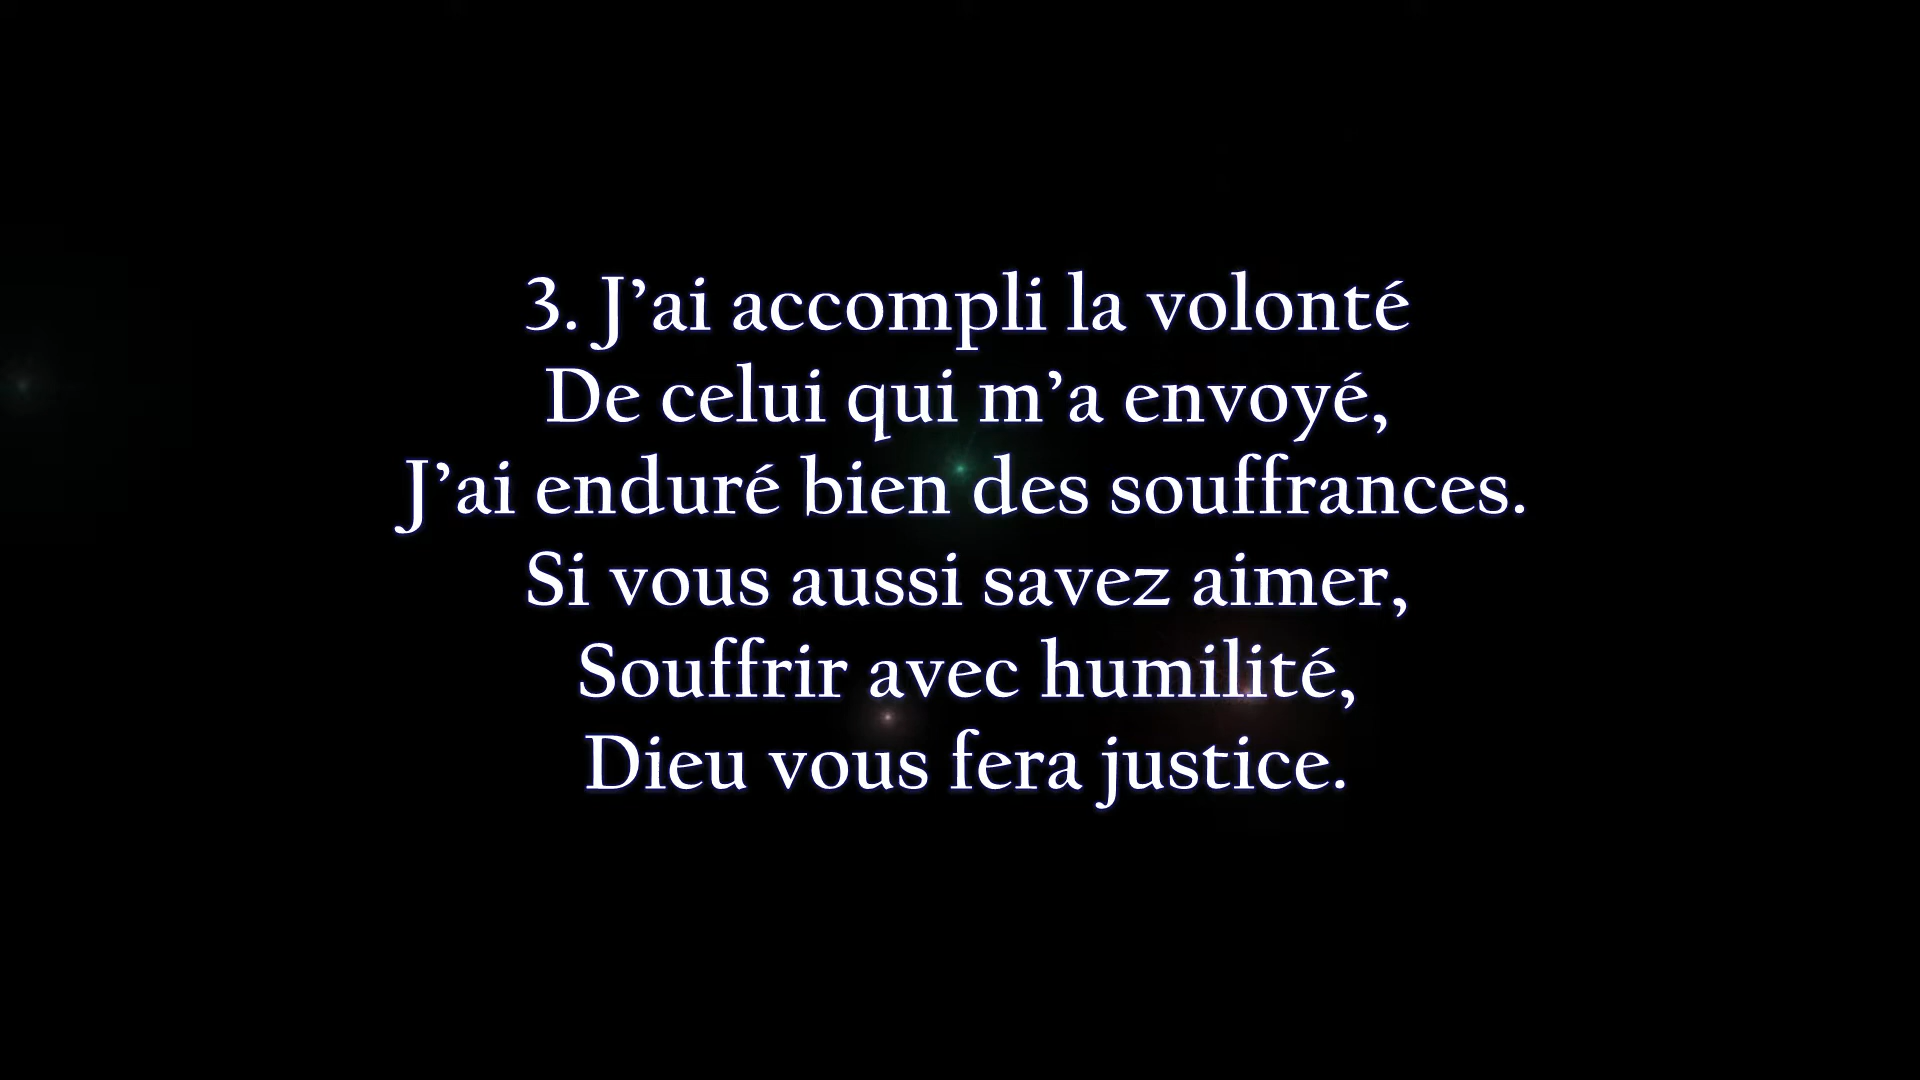 3. J’ai accompli la volonté
De celui qui m’a envoyé,
J’ai enduré bien des souffrances.
Si vous aussi savez aimer,
Souffrir avec humilité,
Dieu vous fera justice.